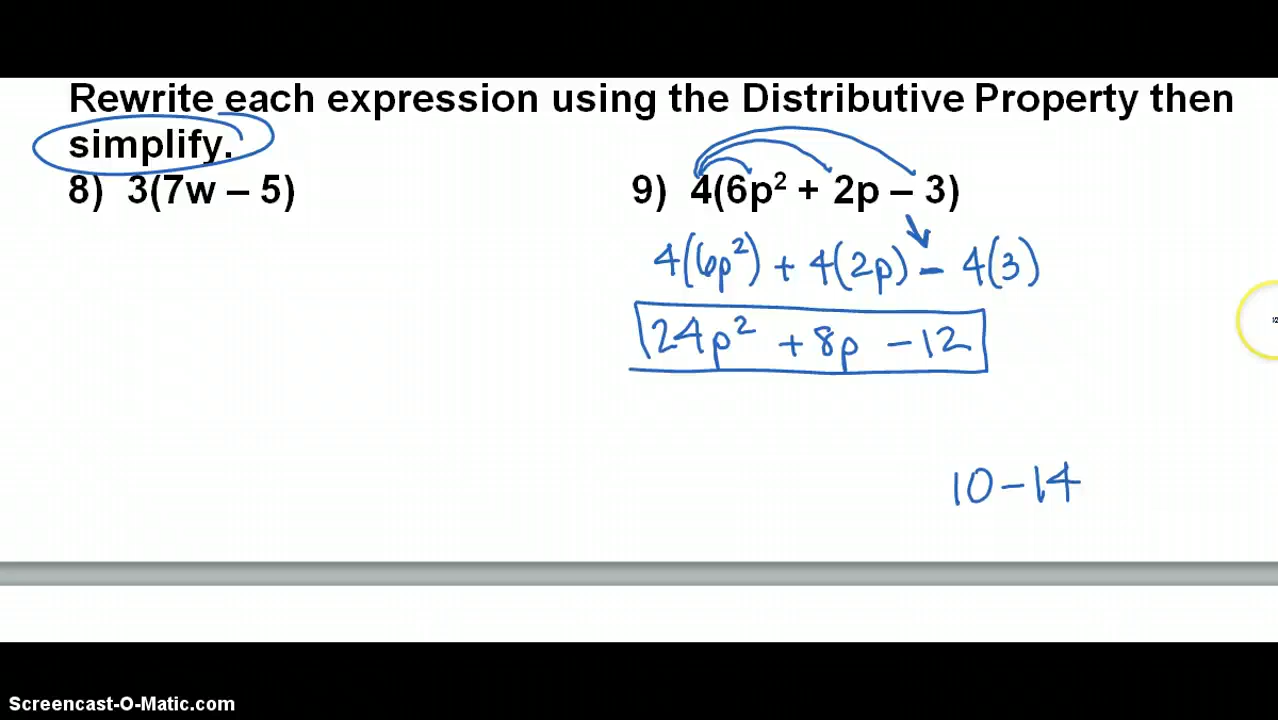 Rewrite each expression using the Distributive Property then
simplify.
8) 3(7w – 5)
9) 4(6p² + 2p – 3)
4(6p²) + 4(2p) - 4(3)
24p² + 8p - 12
10-14
Screencast-O-Matic.com